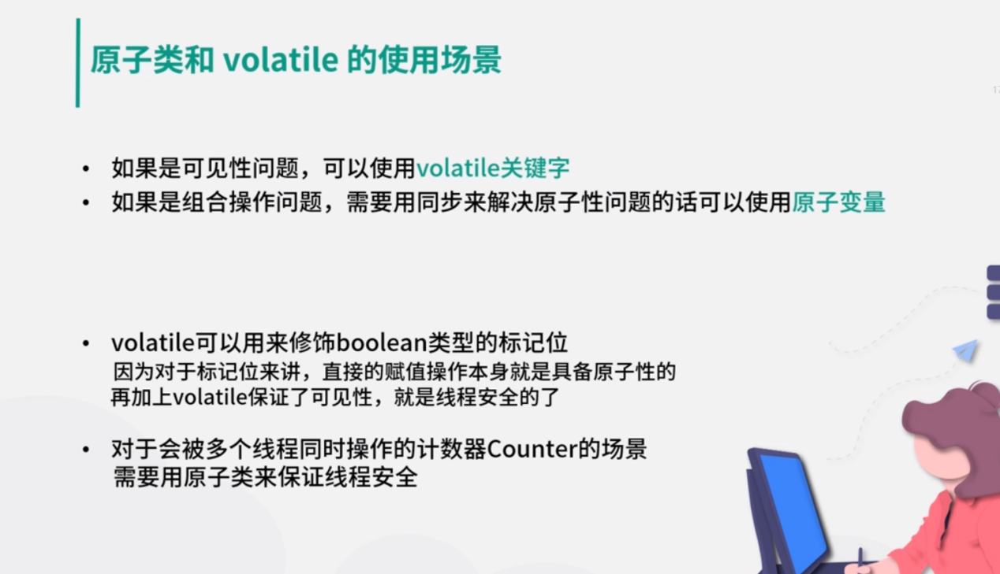 原子类和 volatile 的使用场景
• 如果是可见性问题，可以使用volatile关键字
• 如果是组合操作问题，需要用同步来解决原子性问题的话可以使用原子变量
• volatile可以用来修饰boolean类型的标记位
因为对于标记位来讲，直接的赋值操作本身就是具备原子性的
再加上volatile保证了可见性，就是线程安全的了
• 对于会被多个线程同时操作的计数器Counter的场景
需要用原子类来保证线程安全